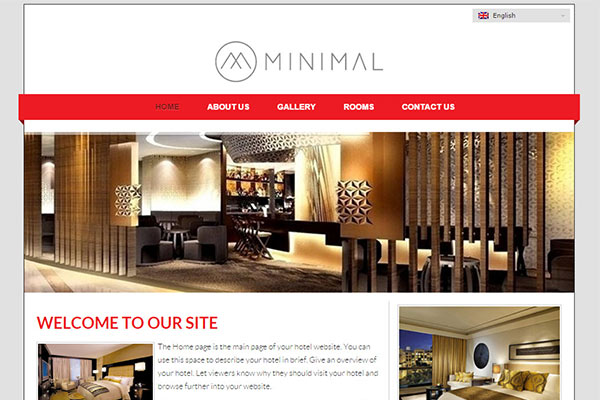 English
MINIMAL
HOME ABOUT US GALLERY ROOMS CONTACT US
WELCOME TO OUR SITE
The Home page is the main page of your hotel website. You can
use this space to describe your hotel in brief. Give an overview of
your hotel. Let viewers know why they should visit your hotel and
browse further into your website.